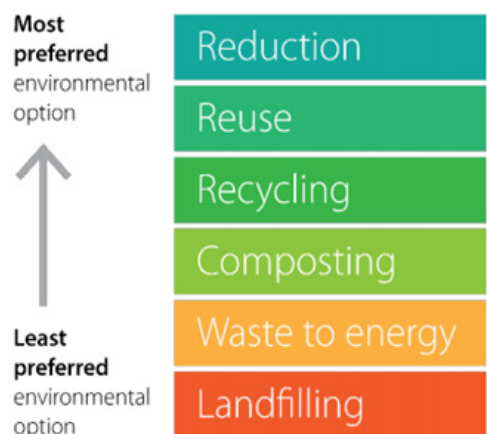 Most
preferred
environmental
option
Reduction
Reuse
Recycling
Composting
Waste to energy
Landfilling
Least
preferred
environmental
option